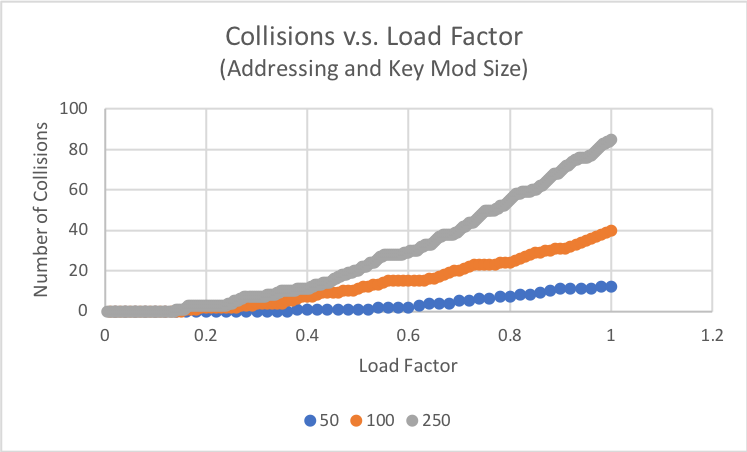 Collisions v.s. Load Factor
(Addressing and Key Mod Size)
Number of Collisions
100
80
60
40
20
0
0 0.2 0.4 0.6 0.8 1 1.2
Load Factor
50 100 250